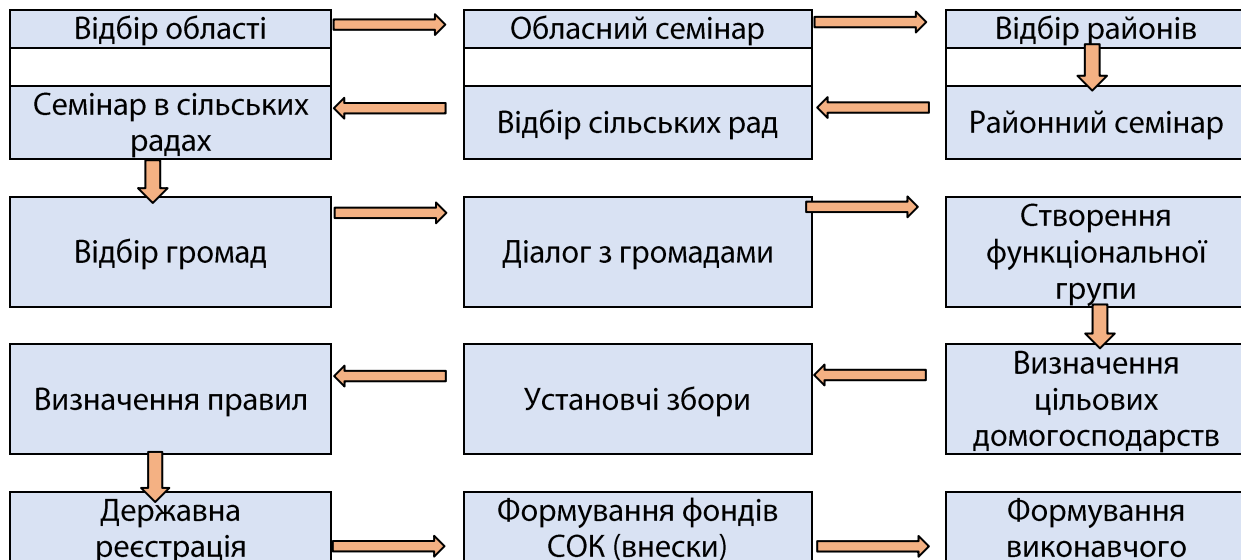 Відбір області
Обласний семінар
Відбір районів
Семінар в сільських
радах
Відбір сільських рад
Районний семінар
Відбір громад
Діалог з громадами
Створення
функціональної
групи
Визначення правил
Установчі збори
Визначення
цільових
домогосподарств
Державна
реєстрація
Формування фондів
СОК (внески)
Формування
виконавчого